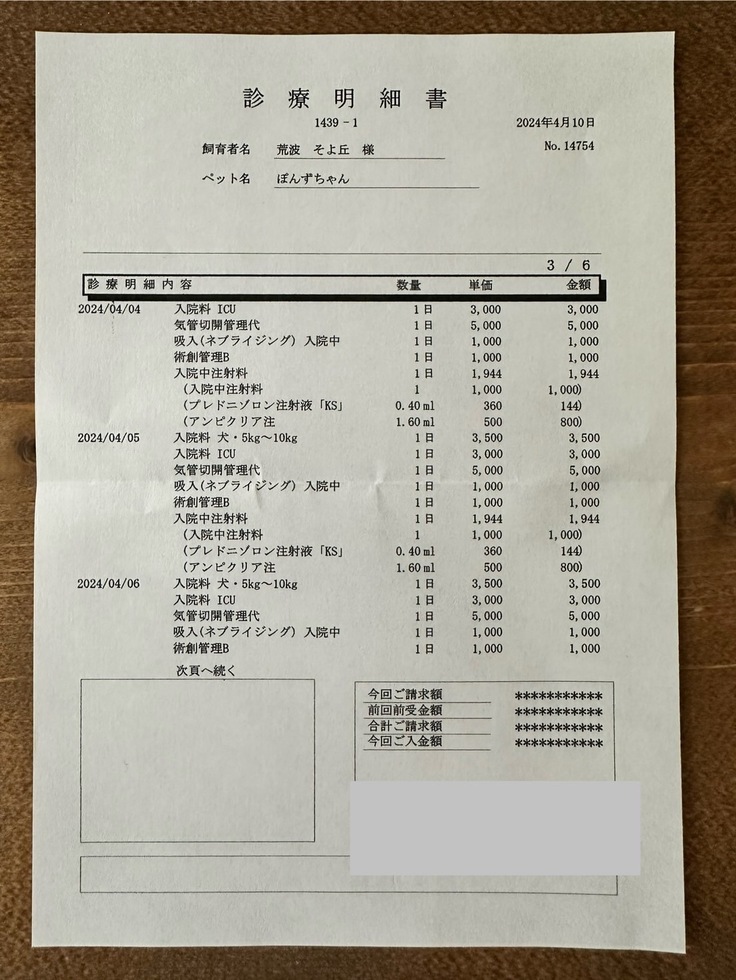 診療明細書
1439-1
2024年4月10日
飼育者名 荒波 そよ丘 様
No.14754
ペット名 ぽんずちゃん
3 / 6
診療明細内容 数量 単価 金額
2024/04/04 入院料 ICU 1日 3,000 3,000
気管切開管理代 1日 5,000 5,000
吸入(ネブライジング) 入院中 1日 1,000 1,000
術創管理B 1日 1,000 1,000
入院中注射料 1日 1,944 1,944
(入院中注射料 1 1,000 1,000)
(プレドニゾロン注射液「KS」 0.40ml 360 144)
(アンピクリア注 1.60ml 500 800)
2024/04/05 入院料 犬・5kg〜10kg 1日 3,500 3,500
入院料 ICU 1日 3,000 3,000
気管切開管理代 1日 5,000 5,000
吸入(ネブライジング) 入院中 1日 1,000 1,000
術創管理B 1日 1,000 1,000
入院中注射料 1日 1,944 1,944
(入院中注射料 1 1,000 1,000)
(プレドニゾロン注射液「KS」 0.40ml 360 144)
(アンピクリア注 1.60ml 500 800)
2024/04/06 入院料 犬・5kg〜10kg 1日 3,500 3,500
入院料 ICU 1日 3,000 3,000
気管切開管理代 1日 5,000 5,000
吸入(ネブライジング) 入院中 1日 1,000 1,000
術創管理B 1日 1,000 1,000
次頁へ続く
今回ご請求額 ***********
前回前受金額 ***********
合計ご請求額 ***********
今回ご入金額 ***********